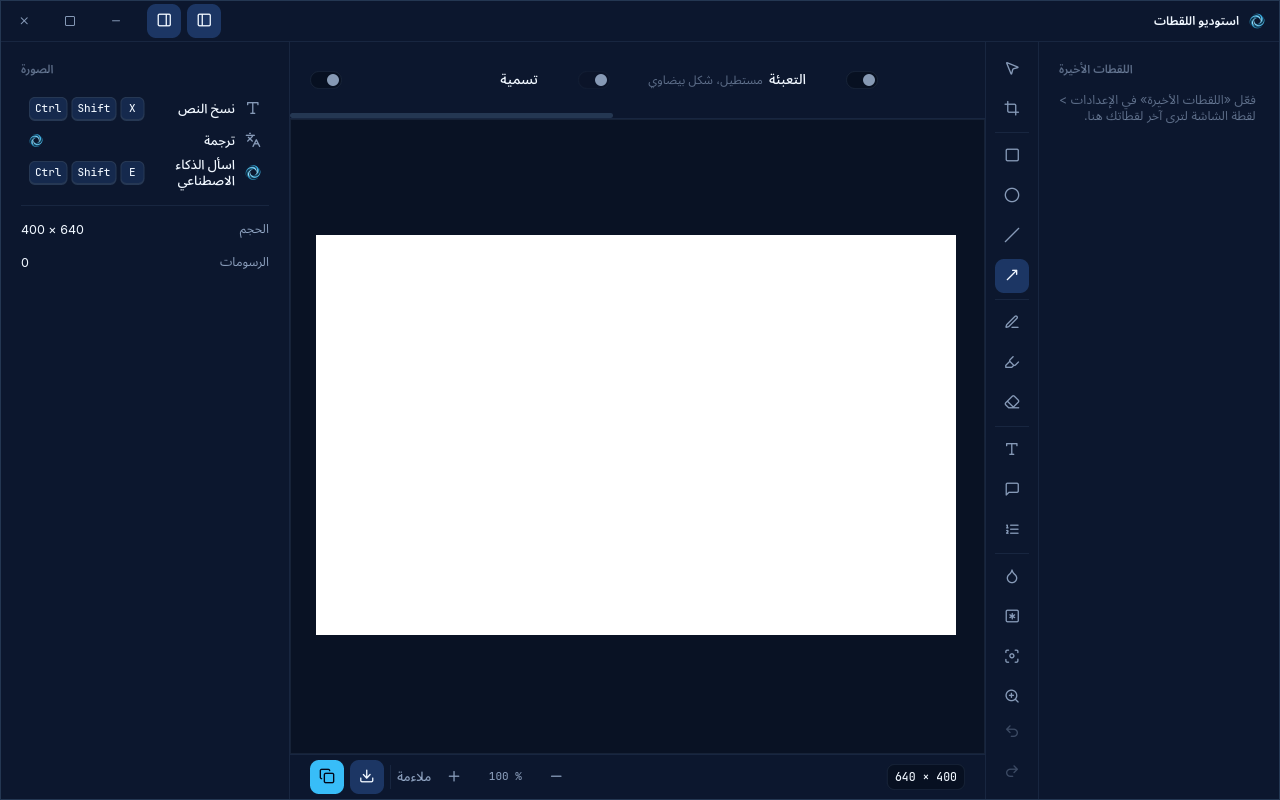 استوديو اللقطات
اللقطات الأخيرة
فعّل «اللقطات الأخيرة» في الإعدادات >
لقطة الشاشة لترى آخر لقطاتك هنا.
التعبئة مستطيل، شكل بيضاوي
تسمية
الصورة
نسخ النص Ctrl Shift X
ترجمة
اسأل الذكاء
الاصطناعي Ctrl Shift E
الحجم 640 × 400
الرسومات 0
640 × 400
100 %
ملاءمة